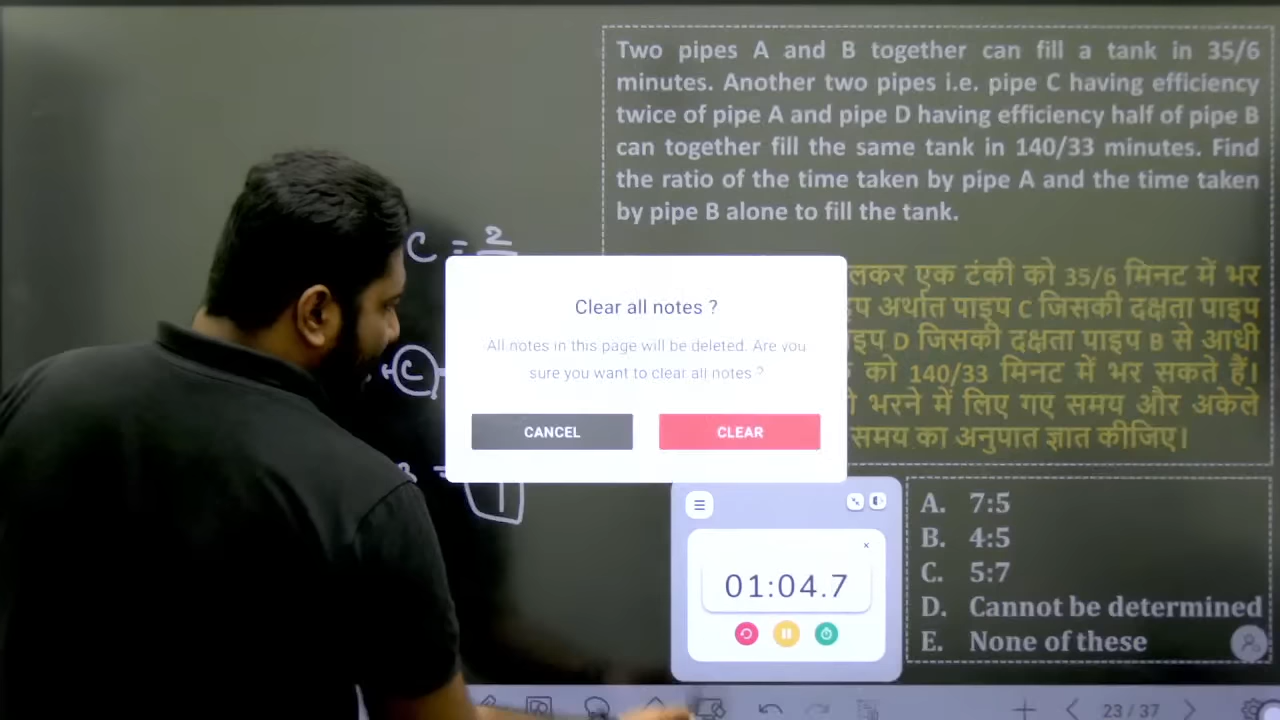 Two pipes A and B together can fill a tank in 35/6
minutes. Another two pipes i.e. pipe C having efficiency
twice of pipe A and pipe D having efficiency half of pipe B
can together fill the same tank in 140/33 minutes. Find
the ratio of the time taken by pipe A and the time taken
by pipe B alone to fill the tank.
C = 2
लकर एक टंकी को 35/6 मिनट में भर
प अर्थात पाइप C जिसकी दक्षता पाइप
इप D जिसकी दक्षता पाइप B से आधी
को 140/33 मिनट में भर सकते हैं।
भरने में लिए गए समय और अकेले
समय का अनुपात ज्ञात कीजिए।
Clear all notes ?
All notes in this page will be deleted. Are you
sure you want to clear all notes ?
CANCEL CLEAR
C
1
01:04.7
A. 7:5
B. 4:5
C. 5:7
D. Cannot be determined
E. None of these
23 / 37